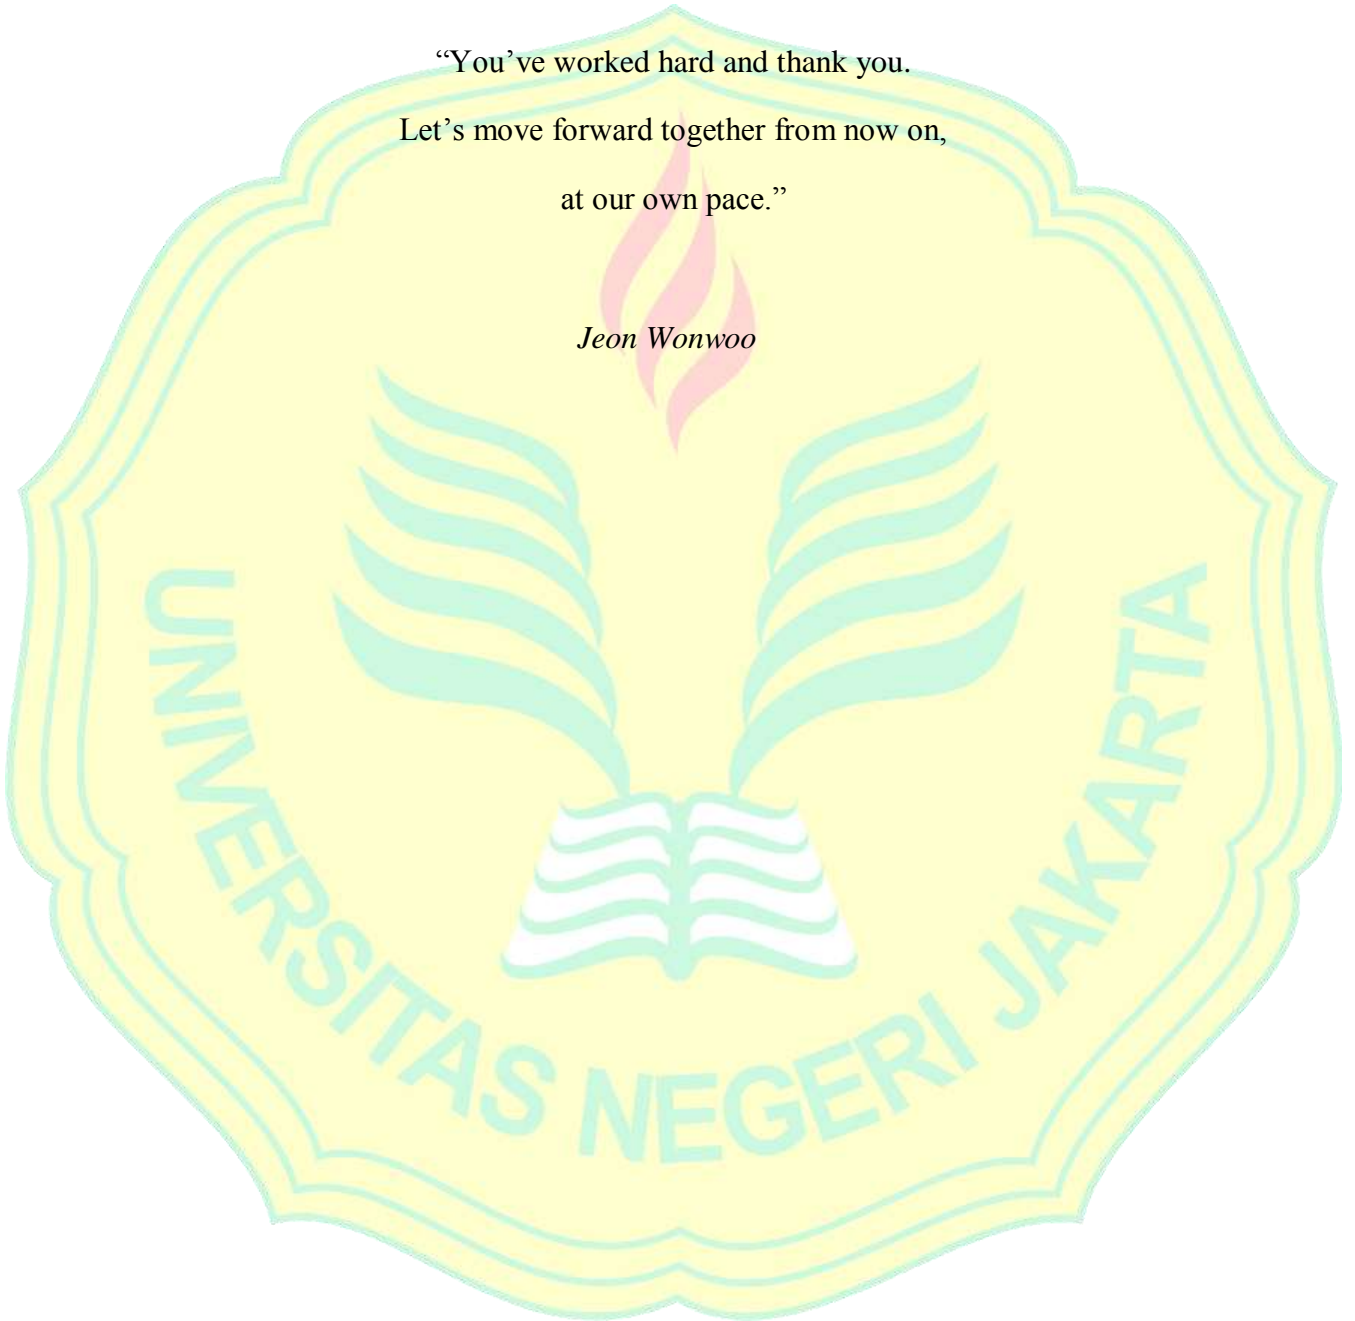 “You’ve worked hard and thank you.
Let’s move forward together from now on,
at our own pace.”
Jeon Wonwoo
UNIVERSITAS NEGERI JAKARTA